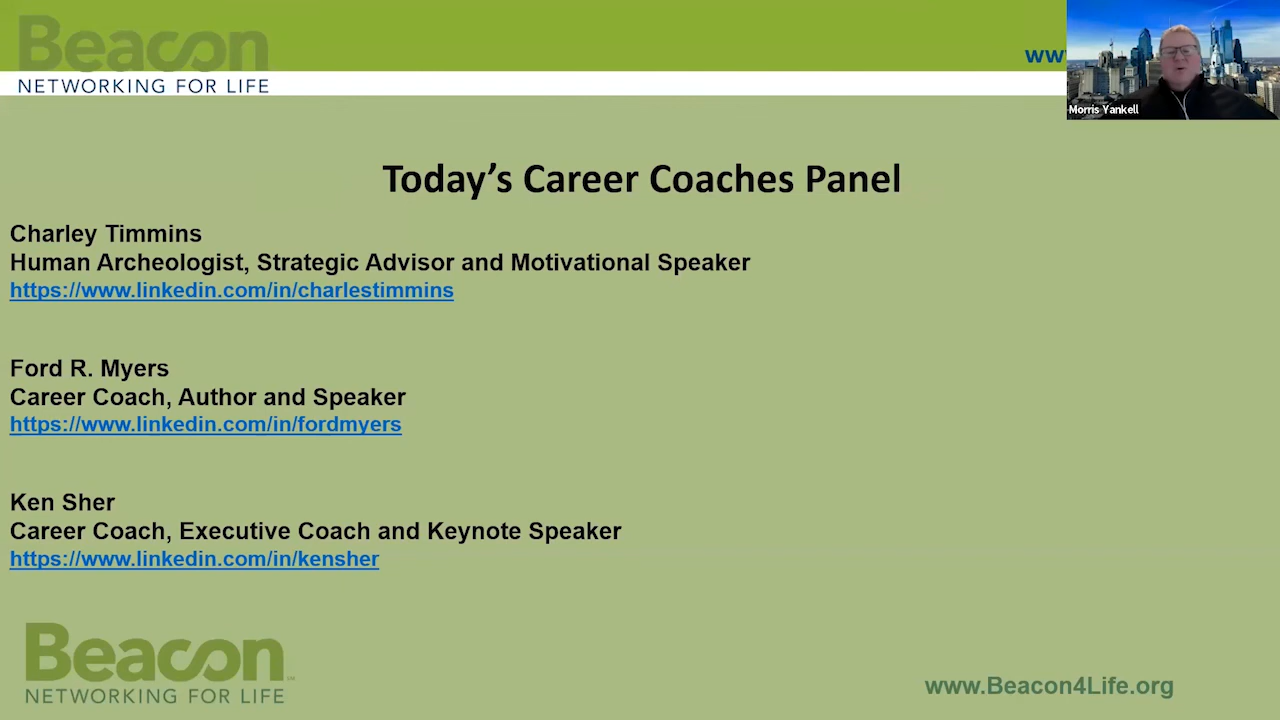 Beacon
NETWORKING FOR LIFE
Morris Yankell
Today's Career Coaches Panel
Charley Timmins
Human Archeologist, Strategic Advisor and Motivational Speaker
https://www.linkedin.com/in/charlestimmins
Ford R. Myers
Career Coach, Author and Speaker
https://www.linkedin.com/in/fordmyers
Ken Sher
Career Coach, Executive Coach and Keynote Speaker
https://www.linkedin.com/in/kensher
Beacon
NETWORKING FOR LIFE
www.Beacon4Life.org